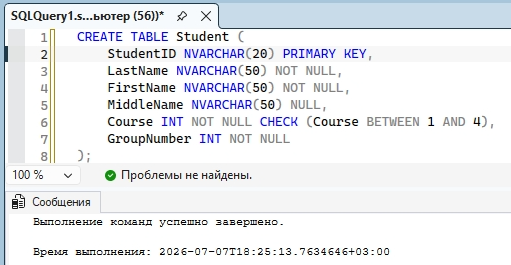 SQLQuery1.s...ьютер (56))*
1 CREATE TABLE Student (
2 StudentID NVARCHAR(20) PRIMARY KEY,
3 LastName NVARCHAR(50) NOT NULL,
4 FirstName NVARCHAR(50) NOT NULL,
5 MiddleName NVARCHAR(50) NULL,
6 Course INT NOT NULL CHECK (Course BETWEEN 1 AND 4),
7 GroupNumber INT NOT NULL
8 );
100 % Проблемы не найдены.
Сообщения
Выполнение команд успешно завершено.
Время выполнения: 2026-07-07T18:25:13.7634646+03:00